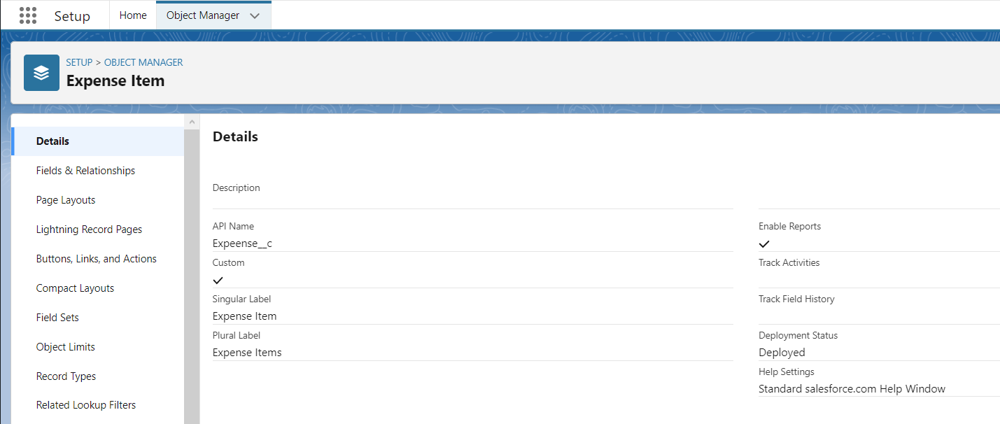 Setup
Home
Object Manager
SETUP > OBJECT MANAGER
Expense Item
Details
Fields & Relationships
Page Layouts
Lightning Record Pages
Buttons, Links, and Actions
Compact Layouts
Field Sets
Object Limits
Record Types
Related Lookup Filters
Details
Description
API Name
Expeense__c
Custom
Singular Label
Expense Item
Plural Label
Expense Items
Enable Reports
Track Activities
Track Field History
Deployment Status
Deployed
Help Settings
Standard salesforce.com Help Window